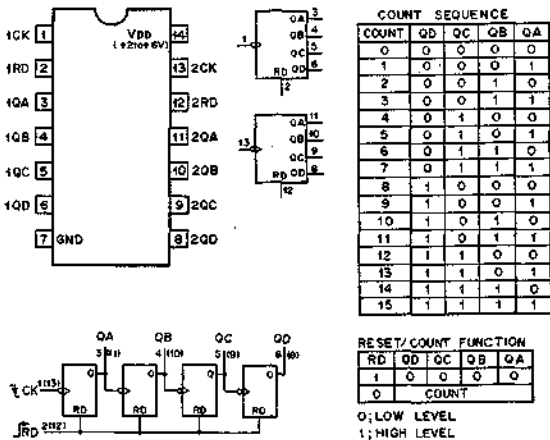 1CK 1
14 VDD (+2to+6V)
1RD 2
13 2CK
1QA 3
12 2RD
1QB 4
11 2QA
1QC 5
10 2QB
1QD 6
9 2QC
7 GND
8 2QD
QA 3
QB 4
1
QC 5
QD 6
RD
2
QA 11
QB 10
13
QC 9
QD 8
RD
12
COUNT SEQUENCE
COUNT QD QC QB QA
0 0 0 0 0
1 0 0 0 1
2 0 0 1 0
3 0 0 1 1
4 0 1 0 0
5 0 1 0 1
6 0 1 1 0
7 0 1 1 1
8 1 0 0 0
9 1 0 0 1
10 1 0 1 0
11 1 0 1 1
12 1 1 0 0
13 1 1 0 1
14 1 1 1 0
15 1 1 1 1
QA QB QC QD
3 (11) 4 (10) 5 (9) 6 (8)
CK 1(13) Q Q Q Q
RD RD RD RD
RD 2(12)
RESET/COUNT FUNCTION
RD QD QC QB QA
1 0 0 0 0
0 COUNT
0; LOW LEVEL
1; HIGH LEVEL